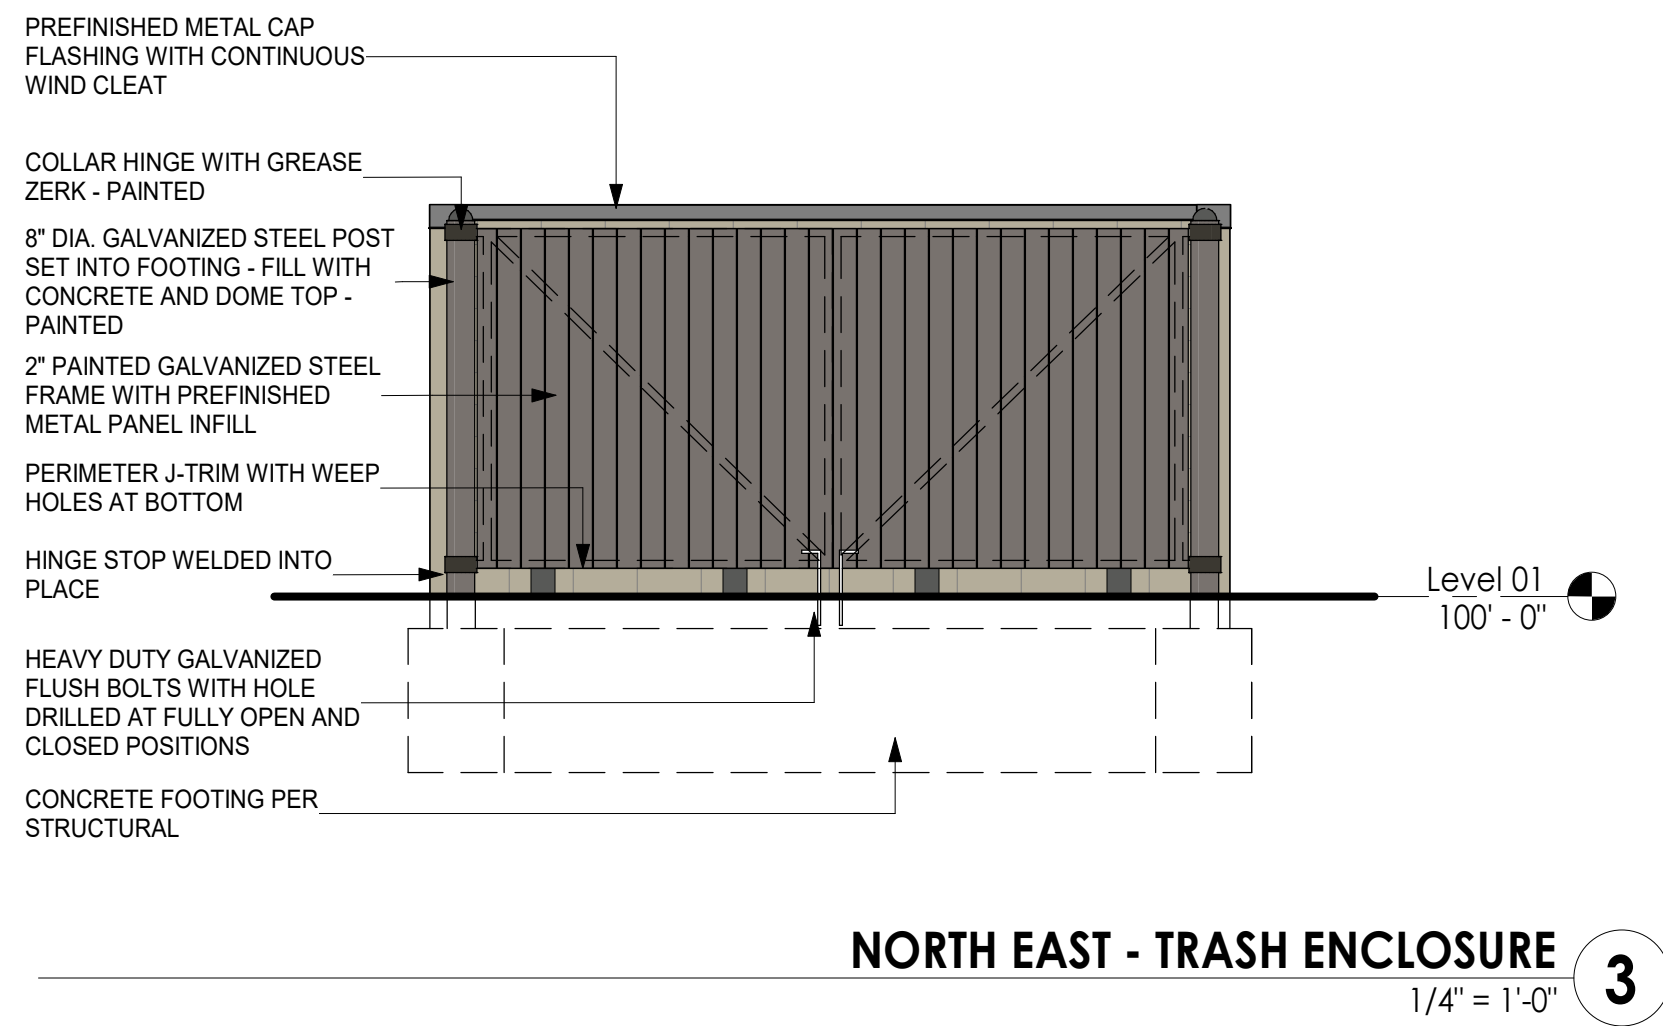 PREFINISHED METAL CAP
FLASHING WITH CONTINUOUS
WIND CLEAT
COLLAR HINGE WITH GREASE
ZERK - PAINTED
8" DIA. GALVANIZED STEEL POST
SET INTO FOOTING - FILL WITH
CONCRETE AND DOME TOP -
PAINTED
2" PAINTED GALVANIZED STEEL
FRAME WITH PREFINISHED
METAL PANEL INFILL
PERIMETER J-TRIM WITH WEEP
HOLES AT BOTTOM
HINGE STOP WELDED INTO
PLACE
Level 01
100' - 0"
HEAVY DUTY GALVANIZED
FLUSH BOLTS WITH HOLE
DRILLED AT FULLY OPEN AND
CLOSED POSITIONS
CONCRETE FOOTING PER
STRUCTURAL
NORTH EAST - TRASH ENCLOSURE
1/4" = 1'-0"
3